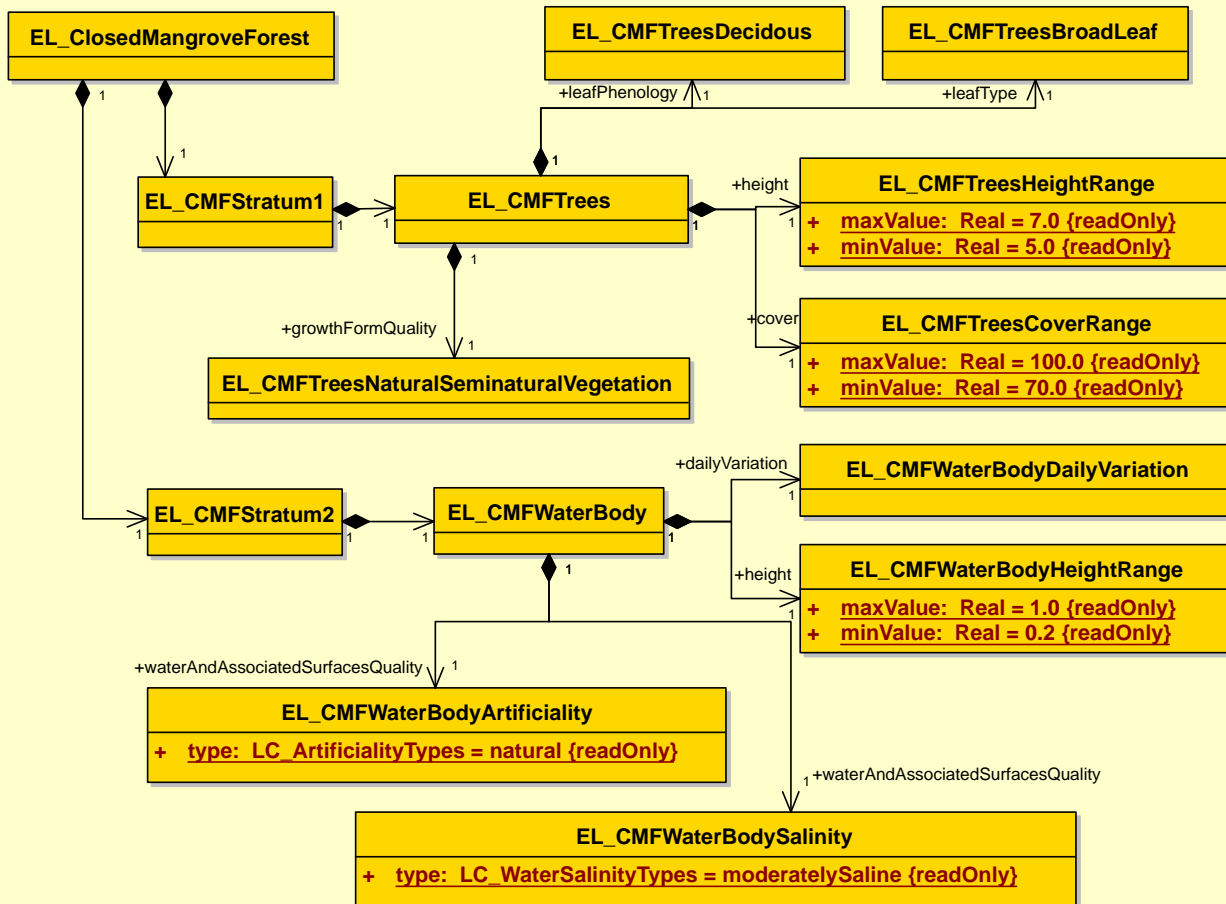 EL_ClosedMangroveForest
EL_CMFTreesDecidous
EL_CMFTreesBroadLeaf
1
+leafPhenology
1
+leafType
1
1
1
EL_CMFStratum1
1
1
EL_CMFTrees
1
1
+height
1
EL_CMFTreesHeightRange
+ maxValue: Real = 7.0 {readOnly}
+ minValue: Real = 5.0 {readOnly}
+growthFormQuality
1
+cover
1
EL_CMFTreesCoverRange
+ maxValue: Real = 100.0 {readOnly}
+ minValue: Real = 70.0 {readOnly}
EL_CMFTreesNaturalSeminaturalVegetation
+dailyVariation
1
EL_CMFWaterBodyDailyVariation
1
EL_CMFStratum2
1
1
EL_CMFWaterBody
1
1
+height
1
EL_CMFWaterBodyHeightRange
+ maxValue: Real = 1.0 {readOnly}
+ minValue: Real = 0.2 {readOnly}
+waterAndAssociatedSurfacesQuality
1
EL_CMFWaterBodyArtificiality
+ type: LC_ArtificialityTypes = natural {readOnly}
1
+waterAndAssociatedSurfacesQuality
EL_CMFWaterBodySalinity
+ type: LC_WaterSalinityTypes = moderatelySaline {readOnly}